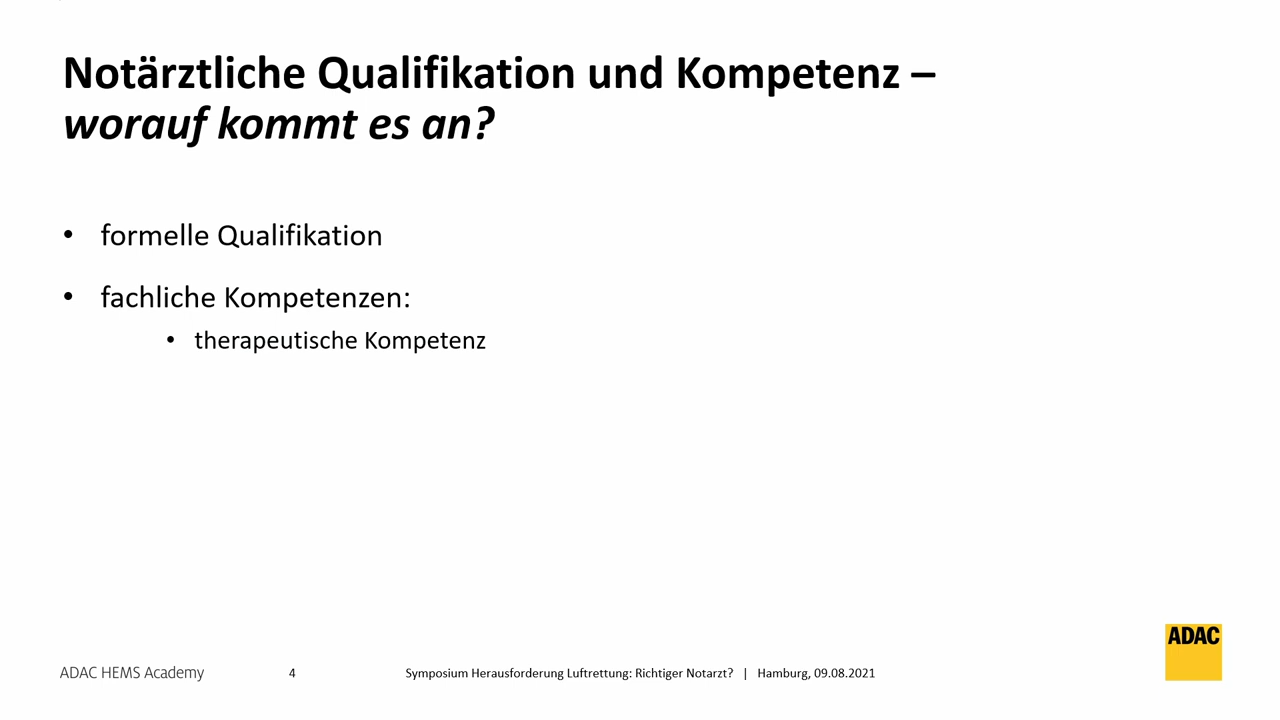 Notärztliche Qualifikation und Kompetenz –
worauf kommt es an?
• formelle Qualifikation
• fachliche Kompetenzen:
• therapeutische Kompetenz
ADAC
ADAC HEMS Academy 4 Symposium Herausforderung Luftrettung: Richtiger Notarzt? | Hamburg, 09.08.2021